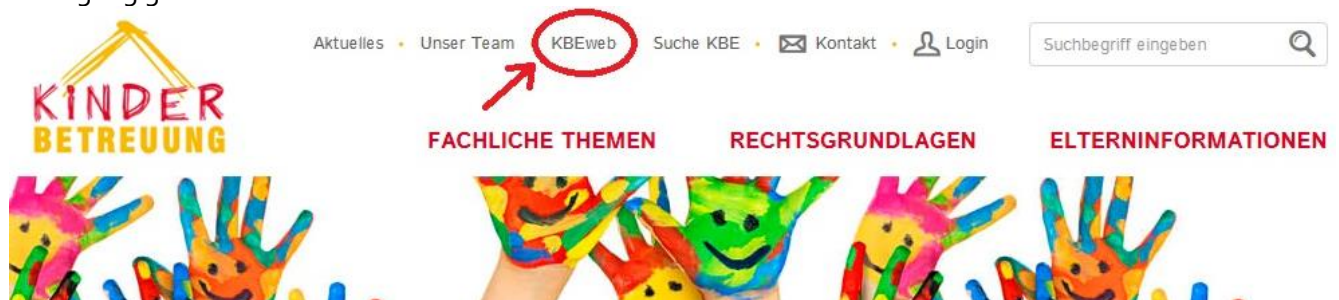 Aktuelles • Unser Team KBEweb Suche KBE • Kontakt • Login Suchbegriff eingeben
KINDER
BETREUUNG
FACHLICHE THEMEN RECHTSGRUNDLAGEN ELTERNINFORMATIONEN